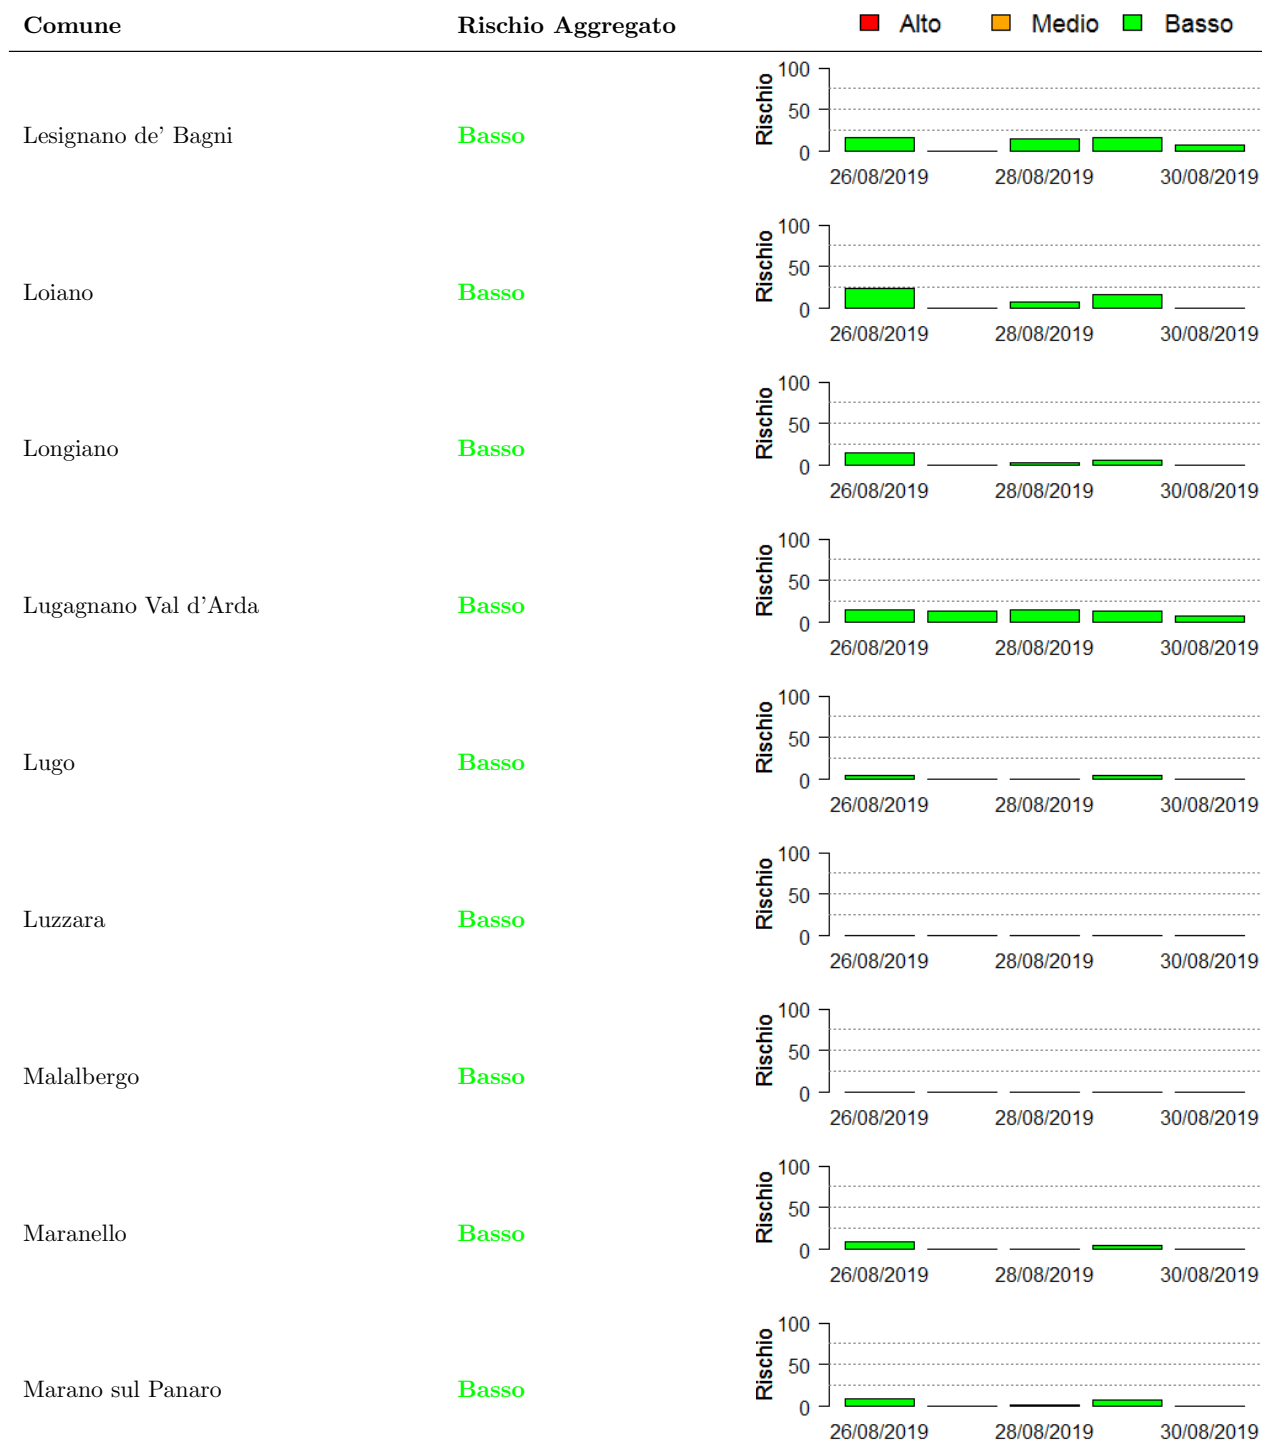 Comune Rischio Aggregato Alto Medio Basso
Lesignano de' Bagni Basso
Rischio
100
50
0
26/08/2019 28/08/2019 30/08/2019
Loiano Basso
Rischio
100
50
0
26/08/2019 28/08/2019 30/08/2019
Longiano Basso
Rischio
100
50
0
26/08/2019 28/08/2019 30/08/2019
Lugagnano Val d'Arda Basso
Rischio
100
50
0
26/08/2019 28/08/2019 30/08/2019
Lugo Basso
Rischio
100
50
0
26/08/2019 28/08/2019 30/08/2019
Luzzara Basso
Rischio
100
50
0
26/08/2019 28/08/2019 30/08/2019
Malalbergo Basso
Rischio
100
50
0
26/08/2019 28/08/2019 30/08/2019
Maranello Basso
Rischio
100
50
0
26/08/2019 28/08/2019 30/08/2019
Marano sul Panaro Basso
Rischio
100
50
0
26/08/2019 28/08/2019 30/08/2019